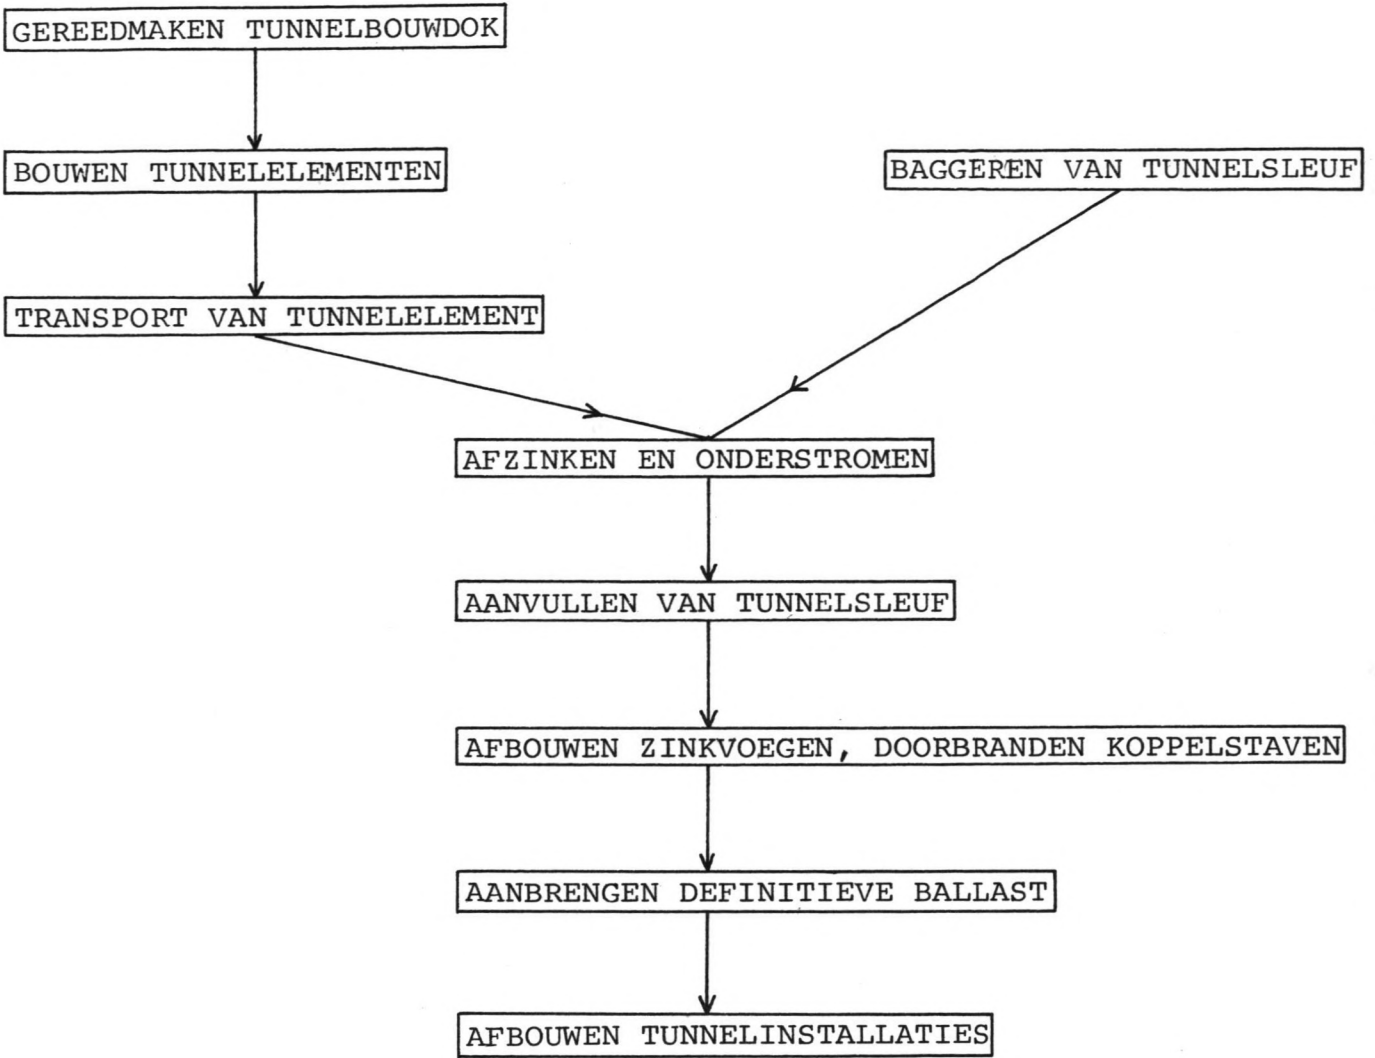 GEREEDMAKEN TUNNELBOUWDOK
BOUWEN TUNNELELEMENTEN
BAGGEREN VAN TUNNELSLEUF
TRANSPORT VAN TUNNELELEMENT
AFZINKEN EN ONDERSTROMEN
AANVULLEN VAN TUNNELSLEUF
AFBOUWEN ZINKVOEGEN, DOORBRANDEN KOPPELSTAVEN
AANBRENGEN DEFINITIEVE BALLAST
AFBOUWEN TUNNELINSTALLATIES